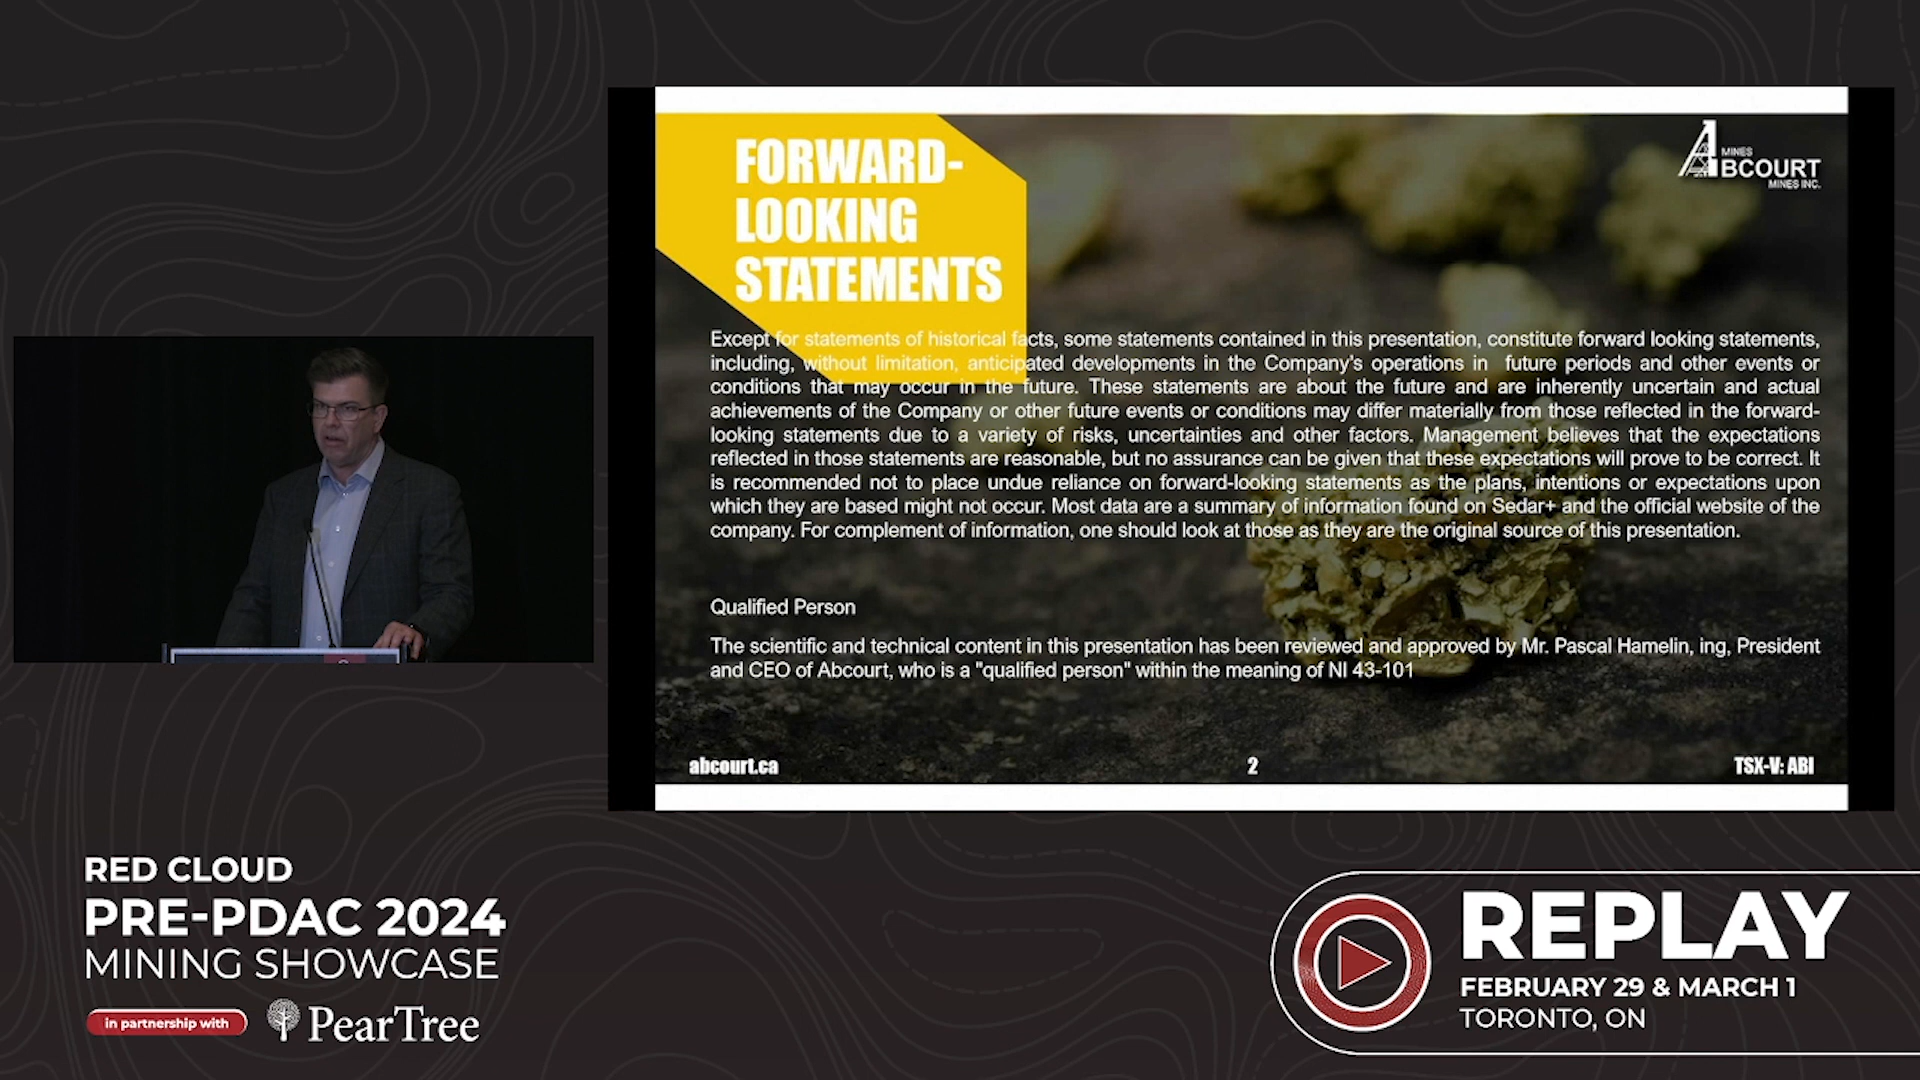 FORWARD-
LOOKING
STATEMENTS
MINES
ABCOURT
MINES INC.
Except for statements of historical facts, some statements contained in this presentation, constitute forward looking statements,
including, without limitation, anticipated developments in the Company's operations in future periods and other events or
conditions that may occur in the future. These statements are about the future and are inherently uncertain and actual
achievements of the Company or other future events or conditions may differ materially from those reflected in the forward-
looking statements due to a variety of risks, uncertainties and other factors. Management believes that the expectations
reflected in those statements are reasonable, but no assurance can be given that these expectations will prove to be correct. It
is recommended not to place undue reliance on forward-looking statements as the plans, intentions or expectations upon
which they are based might not occur. Most data are a summary of information found on Sedar+ and the official website of the
company. For complement of information, one should look at those as they are the original source of this presentation.
Qualified Person
The scientific and technical content in this presentation has been reviewed and approved by Mr. Pascal Hamelin, ing, President
and CEO of Abcourt, who is a "qualified person" within the meaning of NI 43-101
abcourt.ca
2
TSX-V: ABI
RED CLOUD
PRE-PDAC 2024
MINING SHOWCASE
in partnership with
PearTree
REPLAY
FEBRUARY 29 & MARCH 1
TORONTO, ON